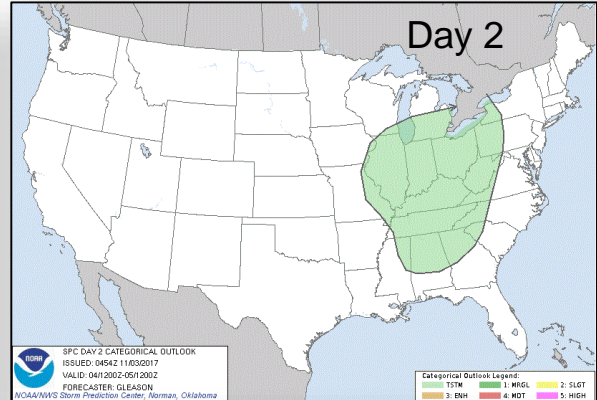 Day 2
NOAA
SPC DAY 2 CATEGORICAL OUTLOOK
ISSUED: 0454Z 11/03/2017
VALID: 04/1200Z-05/1200Z
FORECASTER: GLEASON
NOAA/NWS Storm Prediction Center, Norman, Oklahoma
Categorical Outlook Legend:
TSTM 1: MRGL 2: SLGT
3: ENH 4: MDT 5: HIGH